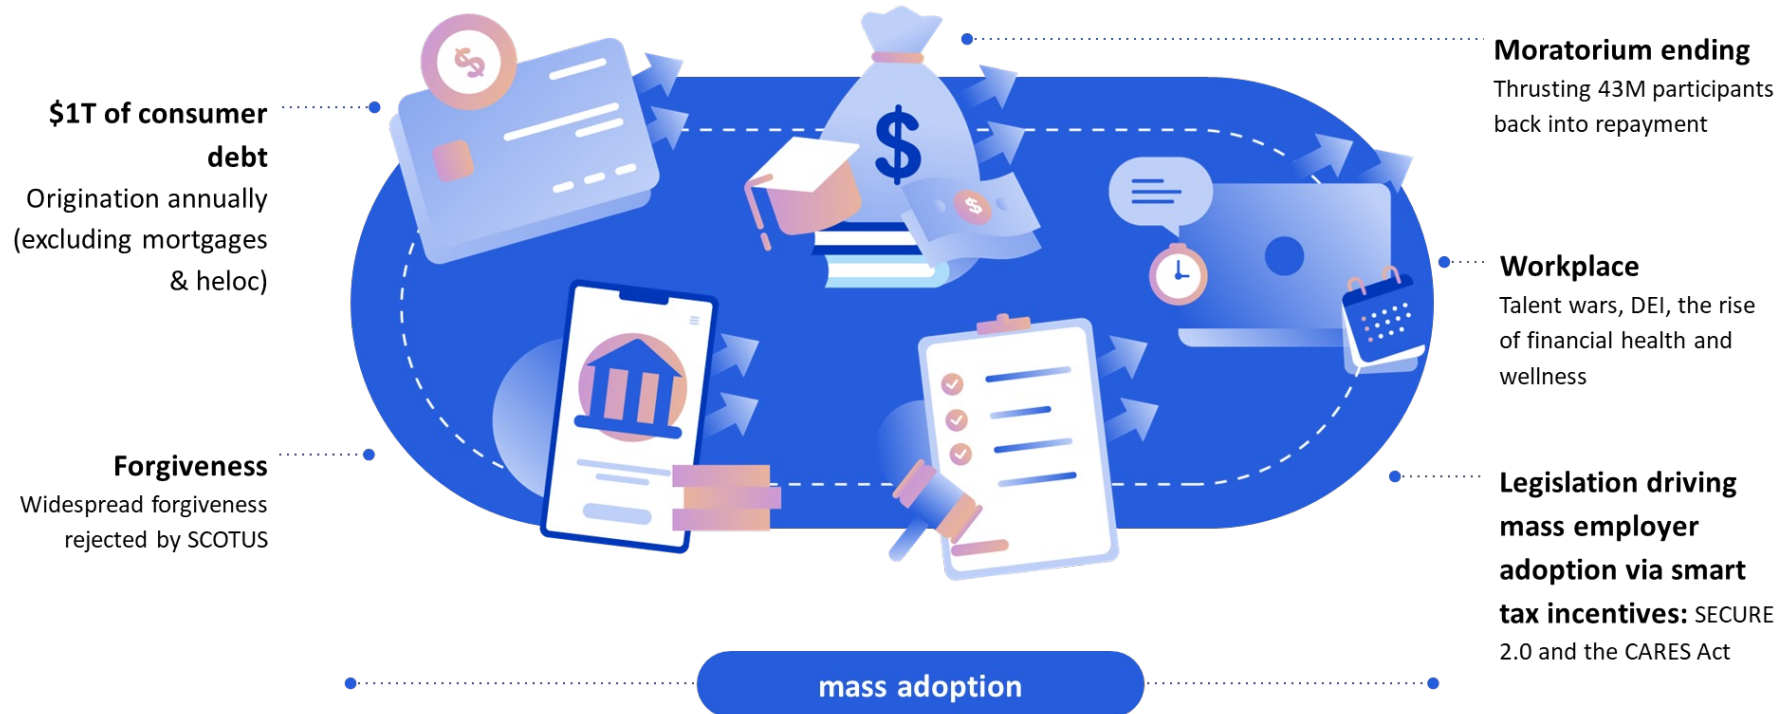 $1T of consumer
debt
Origination annually
(excluding mortgages
& heloc)
Forgiveness
Widespread forgiveness
rejected by SCOTUS
Moratorium ending
Thrusting 43M participants
back into repayment
Workplace
Talent wars, DEI, the rise
of financial health and
wellness
Legislation driving
mass employer
adoption via smart
tax incentives: SECURE
2.0 and the CARES Act
mass adoption
$
$
$